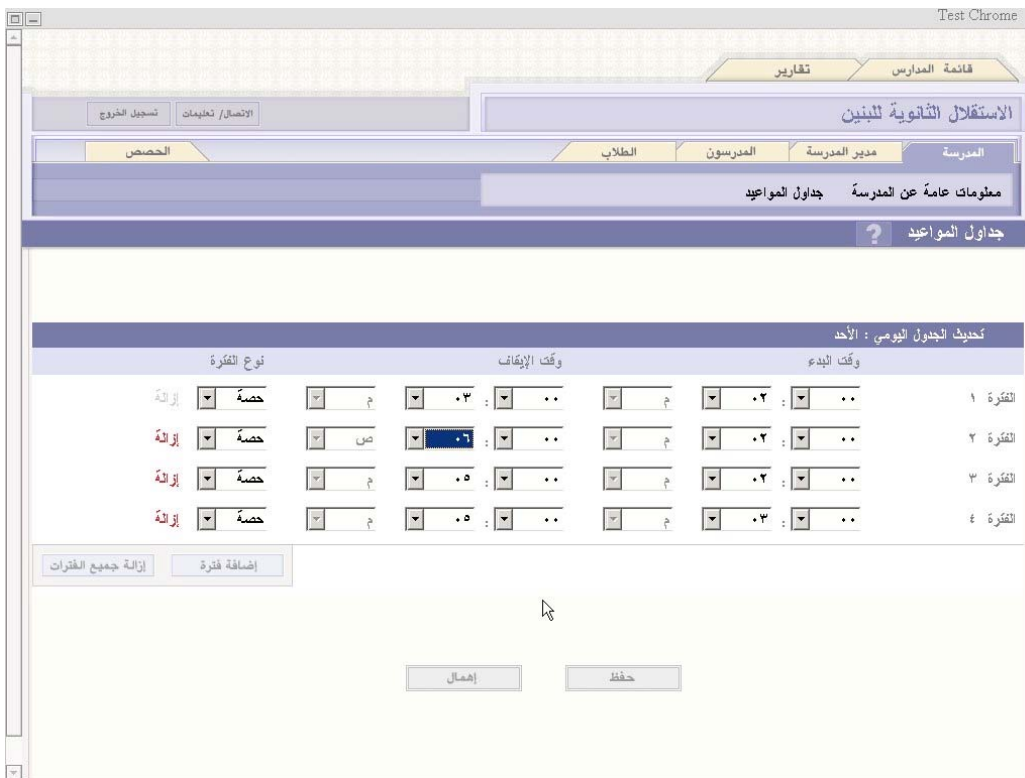 Test Chrome
قائمة المدارس تقارير
الاستقلال الثانوية للبنين الاتصال/ تعليمات تسجيل الخروج
المدرسة مدير المدرسة المدرسون الطلاب الحصص
معلومات عامة عن المدرسة جداول المواعيد
جداول المواعيد ?
تحديث الجدول اليومي : الأحد
وقت البدء وقت الإيقاف نوع الفترة
الفترة ١ ٠٠ : ٠٢ م ٠٠ : ٠٣ م حصة إزالة
الفترة ٢ ٠٠ : ٠٢ م ٠٠ : ٠٦ ص حصة إزالة
الفترة ٣ ٠٠ : ٠٢ م ٠٠ : ٠٥ م حصة إزالة
الفترة ٤ ٠٠ : ٠٣ م ٠٠ : ٠٥ م حصة إزالة
إضافة فترة إزالة جميع الفترات
حفظ إهمال